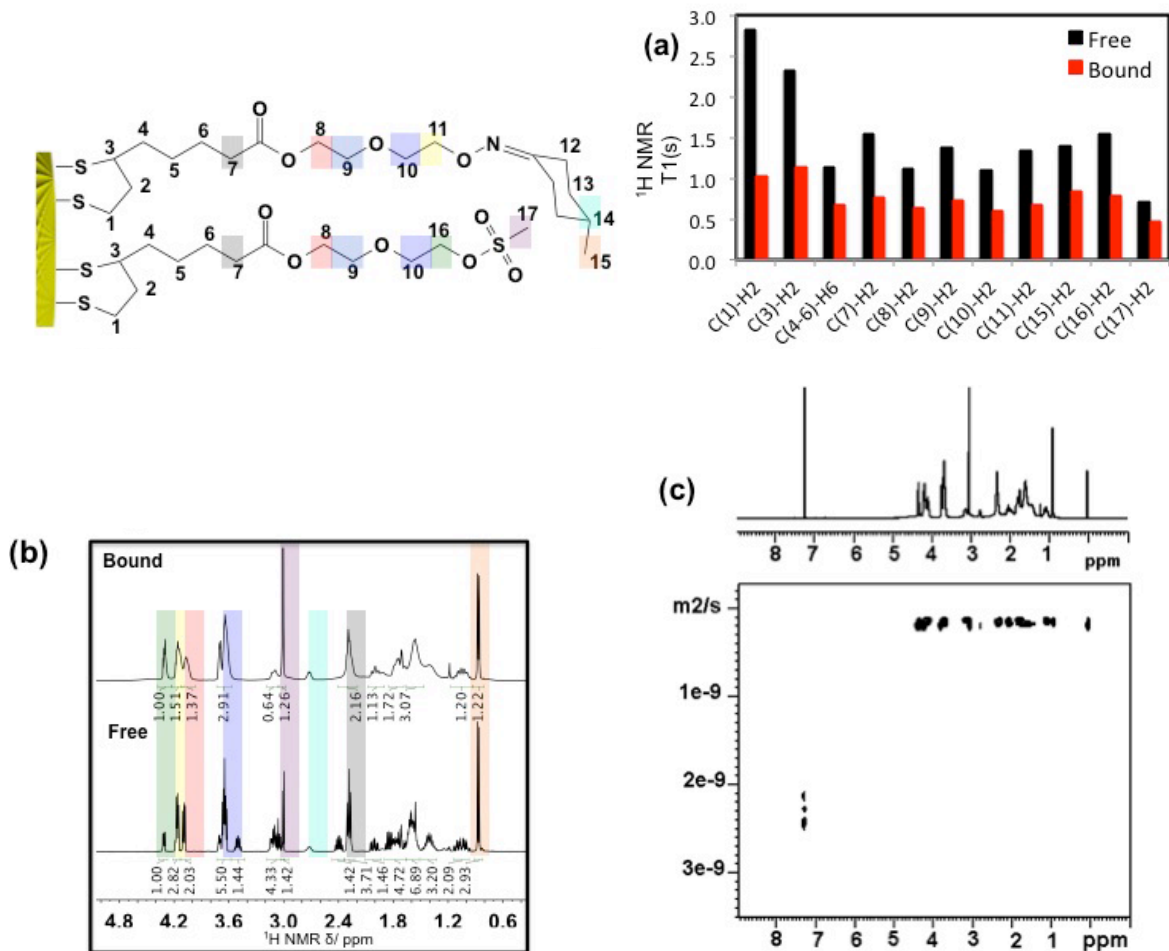 (a)
Free
Bound
¹H NMR T1(s)
3.0
2.5
2.0
1.5
1.0
0.5
0.0
C(1)-H2
C(3)-H2
C(4-6)-H6
C(7)-H2
C(8)-H2
C(9)-H2
C(10)-H2
C(11)-H2
C(15)-H2
C(16)-H2
C(17)-H2
O
4 6 8 11 12
3 5 7 O 9 O 10 O N
S
S 2 13
1 17 14
O O
4 6 8 16 S 15
3 5 7 O 9 O 10 O O
S
S 2
1
(b)
Bound
1.00 1.51 1.37 2.91 0.64 1.26 2.16 1.13 1.72 3.07 1.20 1.22
Free
1.00 2.82 2.03 5.50 1.44 4.33 1.42 1.42 3.71 1.46 4.72 6.89 3.20 2.09 2.93
4.8 4.2 3.6 3.0 2.4 1.8 1.2 0.6
¹H NMR δ/ ppm
(c)
8 7 6 5 4 3 2 1 ppm
m2/s
1e-9
2e-9
3e-9
8 7 6 5 4 3 2 1 ppm